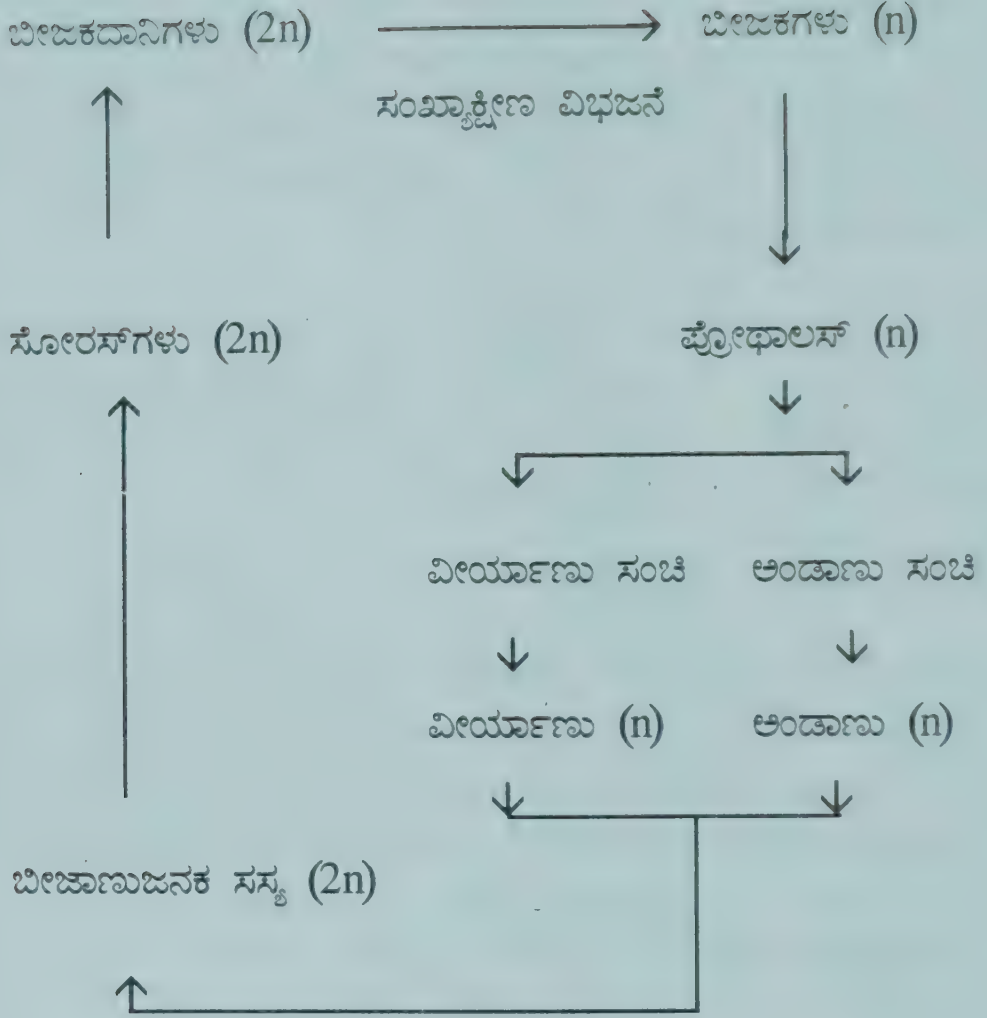 ಬೀಜಕದಾನಿಗಳು (2n) ಬೀಜಕಗಳು (n)
ಸಂಖ್ಯಾಕ್ಷೀಣ ವಿಭಜನೆ
ಸೋರಸ್‌ಗಳು (2n) ಪ್ರೋಥಾಲಸ್ (n)
ವೀರ್ಯಾಣು ಸಂಚಿ ಅಂಡಾಣು ಸಂಚಿ
ವೀರ್ಯಾಣು (n) ಅಂಡಾಣು (n)
ಬೀಜಾಣುಜನಕ ಸಸ್ಯ (2n)